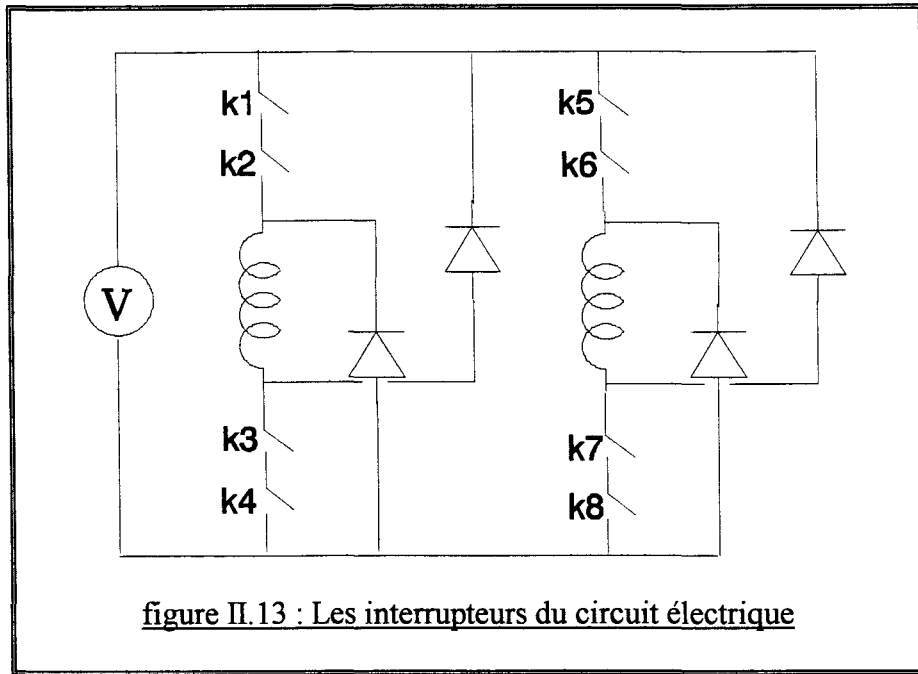 k1
k5
k2
k6
V
k3
k7
k4
k8
figure II.13 : Les interrupteurs du circuit électrique